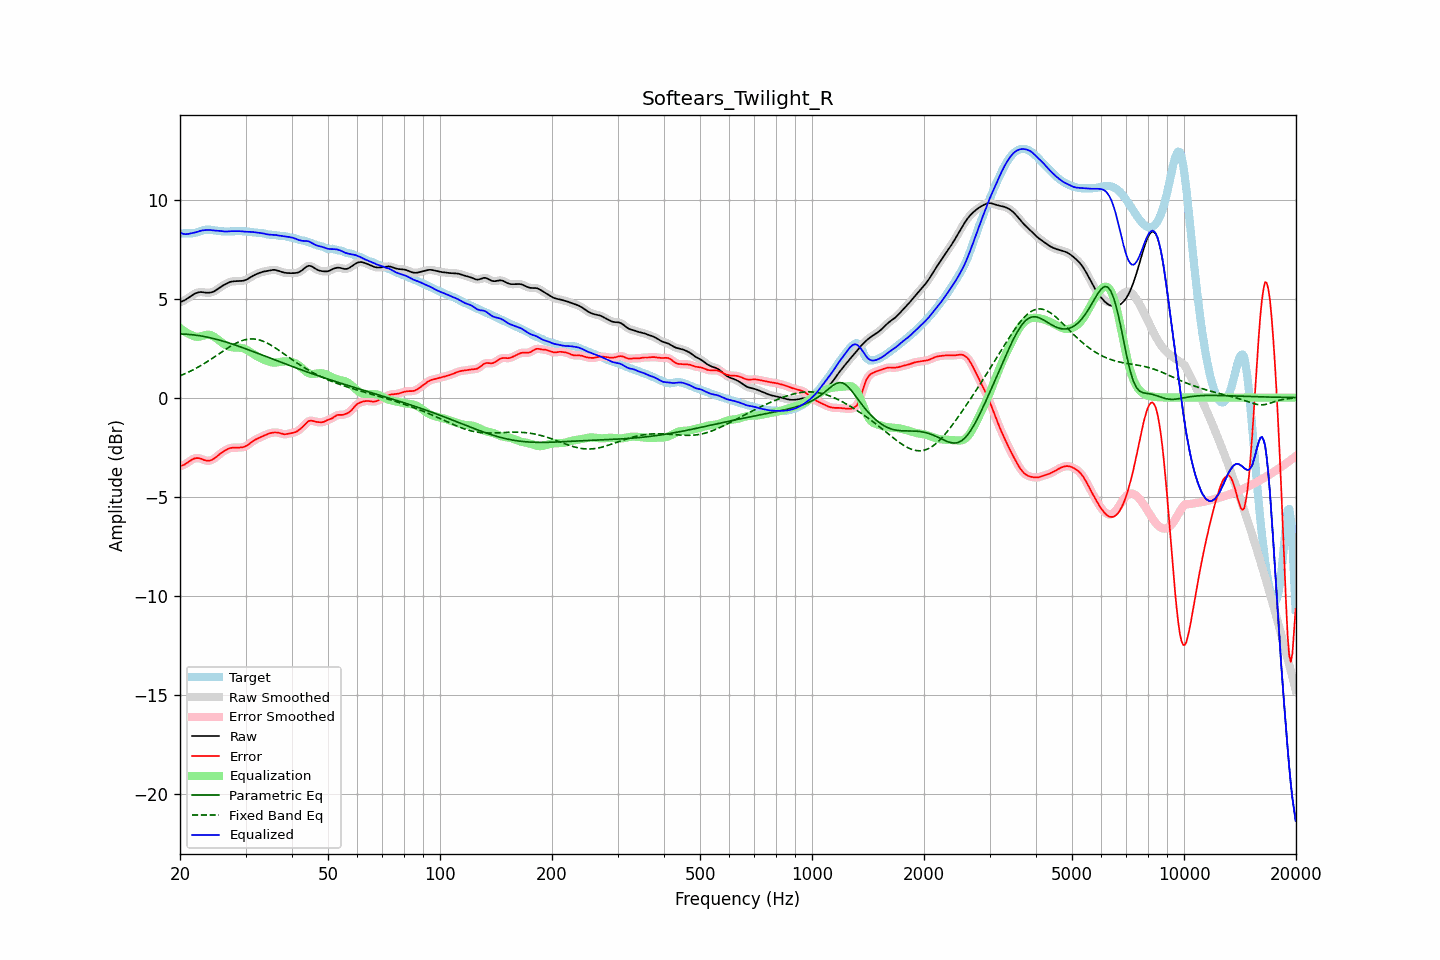 Softears_Twilight_R
Amplitude (dBr)
10
5
0
−5
−10
−15
−20
Target
Raw Smoothed
Error Smoothed
Raw
Error
Equalization
Parametric Eq
Fixed Band Eq
Equalized
20 50 100 200 500 1000 2000 5000 10000 20000
Frequency (Hz)